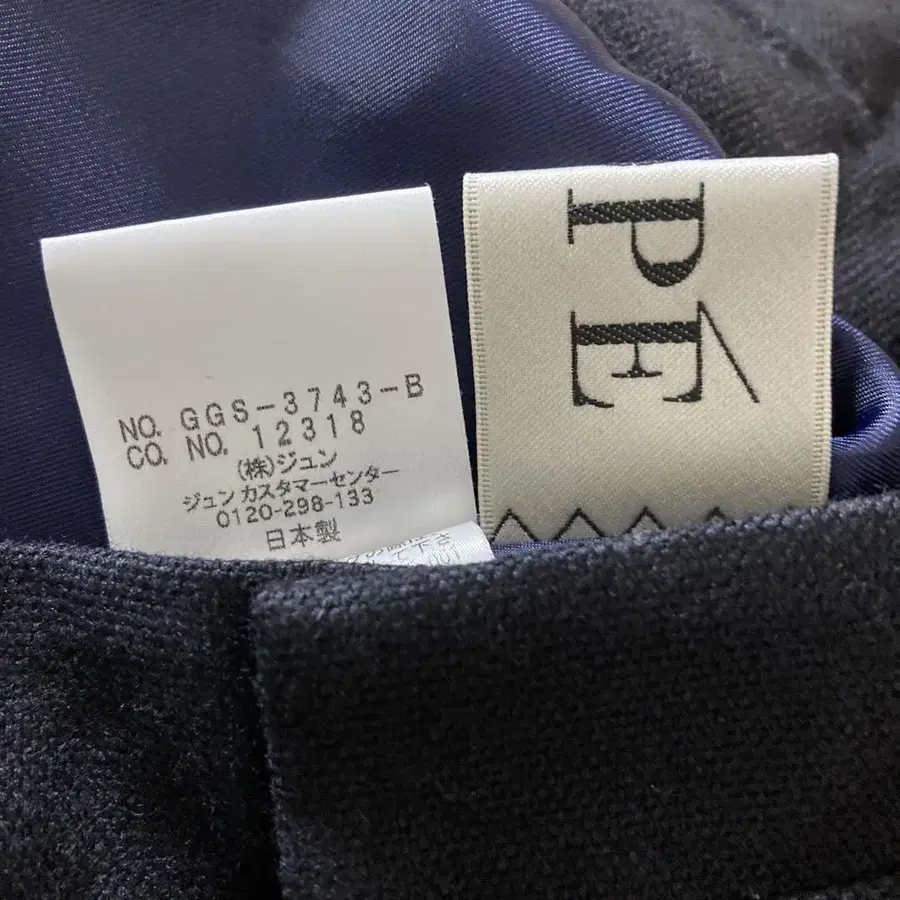 NO. GGS-3743-B
CO. NO. 12318
(株)ジュン
ジュンカスタマーセンター
0120-298-133
日本製
PÉ